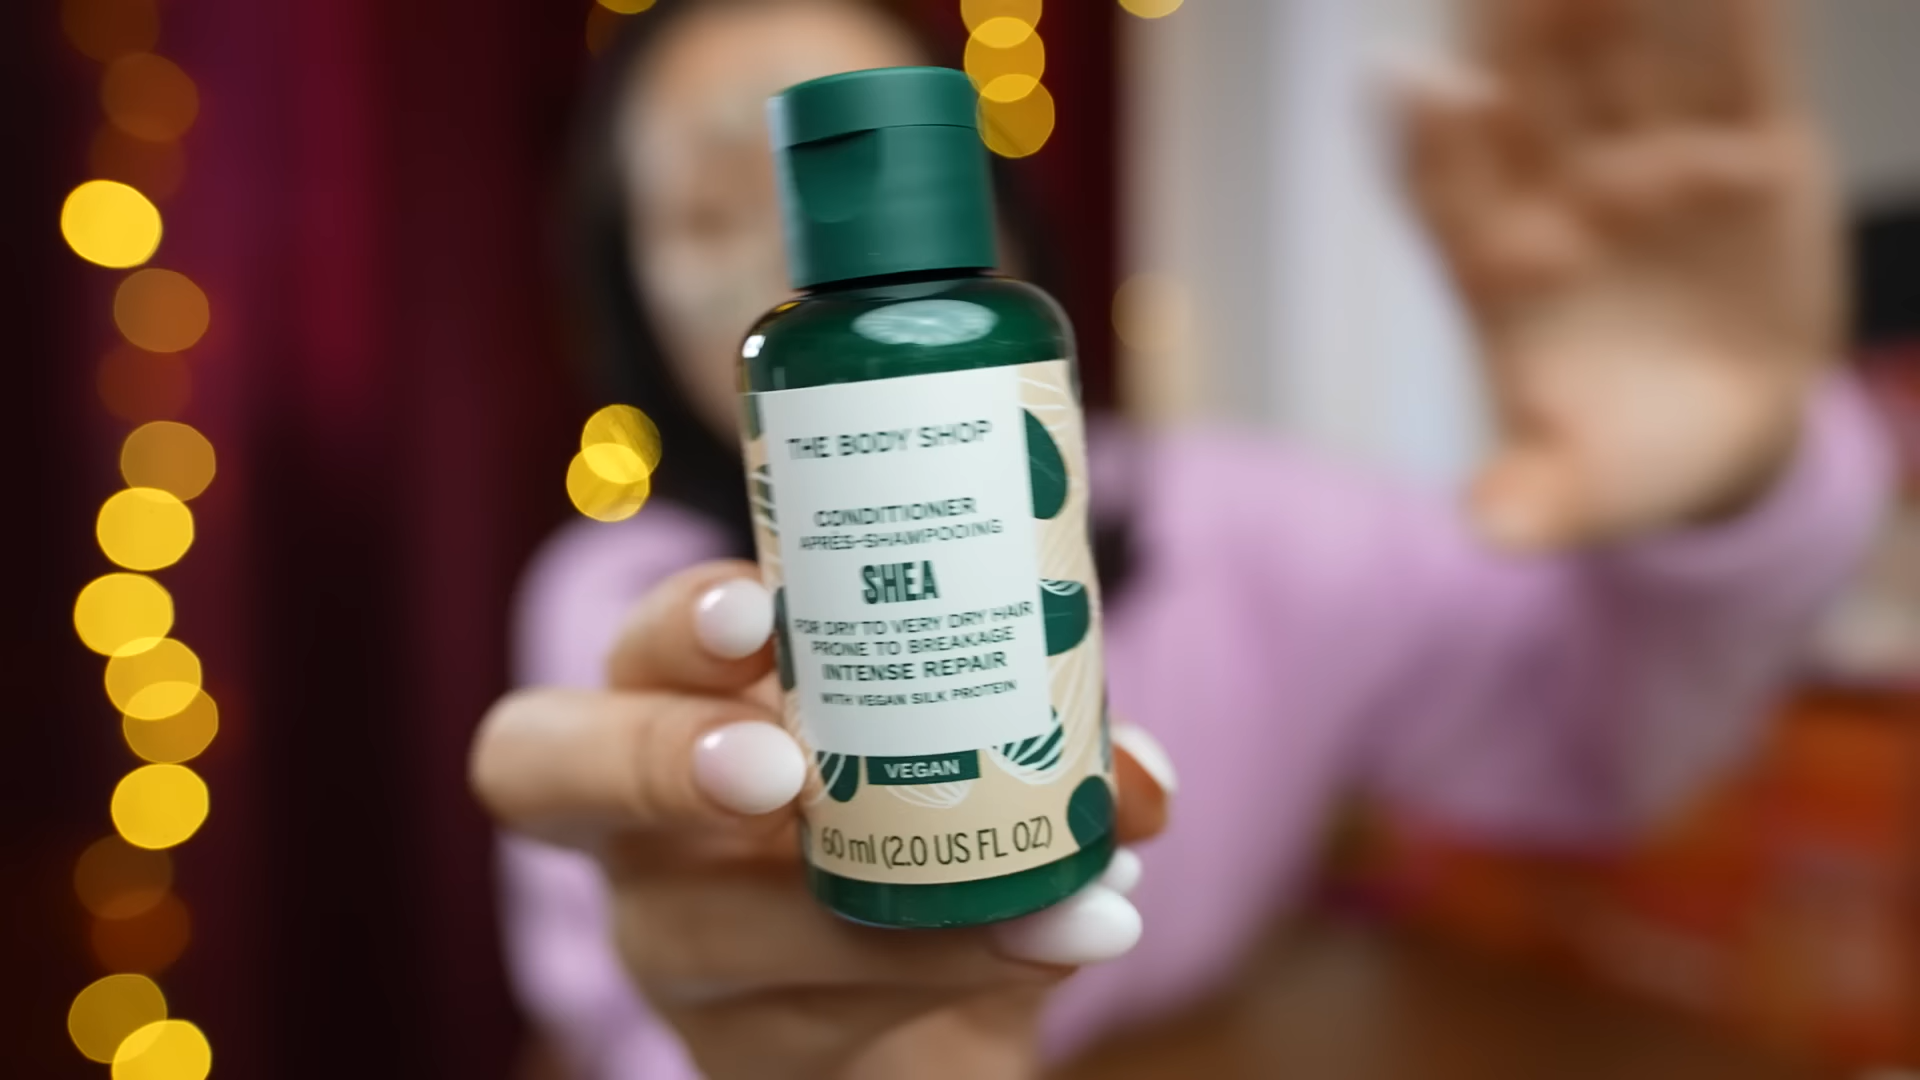 THE BODY SHOP
CONDITIONER
APRÈS-SHAMPOOING
SHEA
FOR DRY TO VERY DRY HAIR
PRONE TO BREAKAGE
INTENSE REPAIR
WITH VEGAN SILK PROTEIN
VEGAN
60 ml (2.0 US FL OZ)